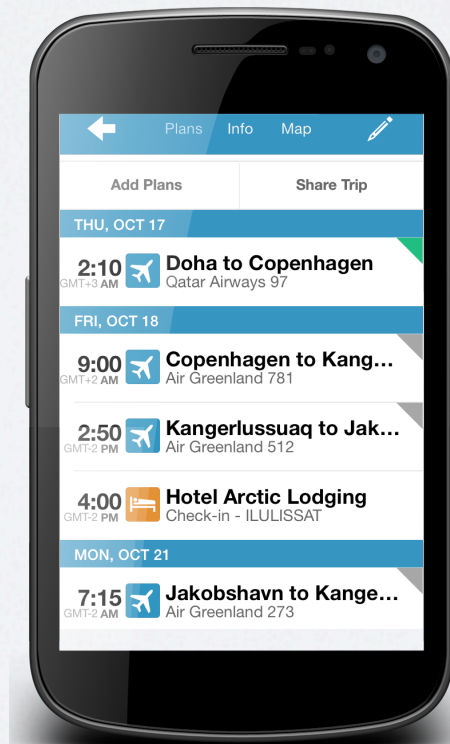 Plans Info Map
Add Plans Share Trip
THU, OCT 17
2:10 Doha to Copenhagen
GMT+3 AM Qatar Airways 97
FRI, OCT 18
9:00 Copenhagen to Kang...
GMT+2 AM Air Greenland 781
2:50 Kangerlussuaq to Jak...
GMT-2 PM Air Greenland 512
4:00 Hotel Arctic Lodging
GMT-2 PM Check-in - ILULISSAT
MON, OCT 21
7:15 Jakobshavn to Kange...
GMT-2 AM Air Greenland 273